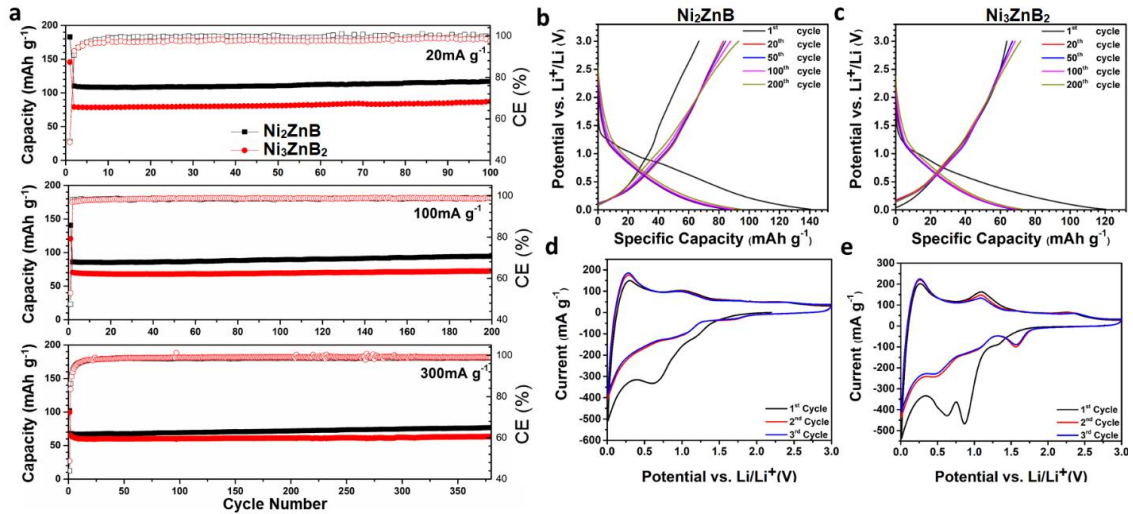 a
200
150
100
50
0
Capacity (mAh g⁻¹)
100
80
60
40
CE (%)
20mA g⁻¹
Ni₂ZnB
Ni₃ZnB₂
0 10 20 30 40 50 60 70 80 90 100
200
150
100
50
0
Capacity (mAh g⁻¹)
100
80
60
40
CE (%)
100mA g⁻¹
0 20 40 60 80 100 120 140 160 180 200
200
150
100
50
0
Capacity (mAh g⁻¹)
100
80
60
40
CE (%)
300mA g⁻¹
0 50 100 150 200 250 300 350
Cycle Number
b
Ni₂ZnB
3.5
3.0
2.5
2.0
1.5
1.0
0.5
0.0
Potential vs. Li⁺/Li (V)
1ˢᵗ cycle
20ᵗʰ cycle
50ᵗʰ cycle
100ᵗʰ cycle
200ᵗʰ cycle
0 20 40 60 80 100 120 140
Specific Capacity (mAh g⁻¹)
c
Ni₃ZnB₂
3.5
3.0
2.5
2.0
1.5
1.0
0.5
0.0
Potential vs. Li⁺/Li (V)
1ˢᵗ cycle
20ᵗʰ cycle
50ᵗʰ cycle
100ᵗʰ cycle
200ᵗʰ cycle
0 20 40 60 80 100 120
Specific Capacity (mAh g⁻¹)
d
200
100
0
-100
-200
-300
-400
-500
-600
Current (mA g⁻¹)
1ˢᵗ Cycle
2ⁿᵈ Cycle
3ʳᵈ Cycle
0.0 0.5 1.0 1.5 2.0 2.5 3.0
Potential vs. Li/Li⁺(V)
e
300
200
100
0
-100
-200
-300
-400
-500
Current (mA g⁻¹)
1ˢᵗ Cycle
2ⁿᵈ Cycle
3ʳᵈ Cycle
0.0 0.5 1.0 1.5 2.0 2.5 3.0
Potential vs. Li/Li⁺(V)